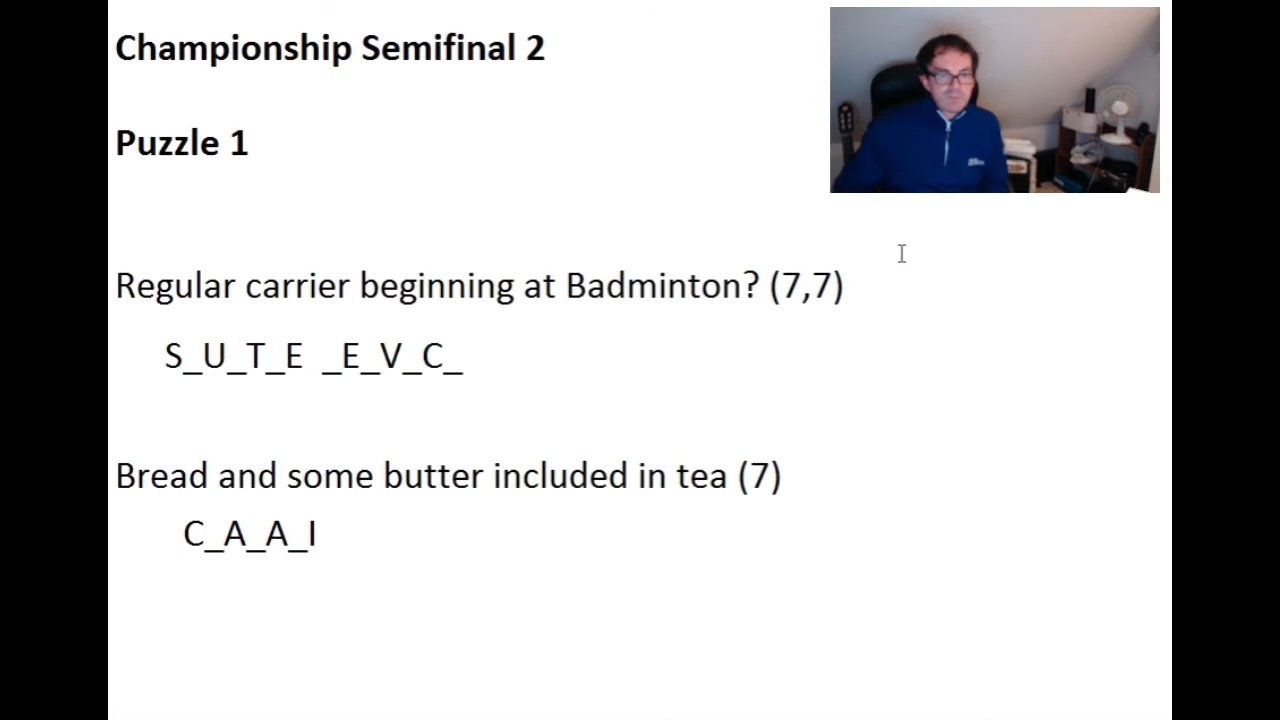 Championship Semifinal 2
Puzzle 1
Regular carrier beginning at Badminton? (7,7)
S_U_T_E _E_V_C_
Bread and some butter included in tea (7)
C_A_A_I